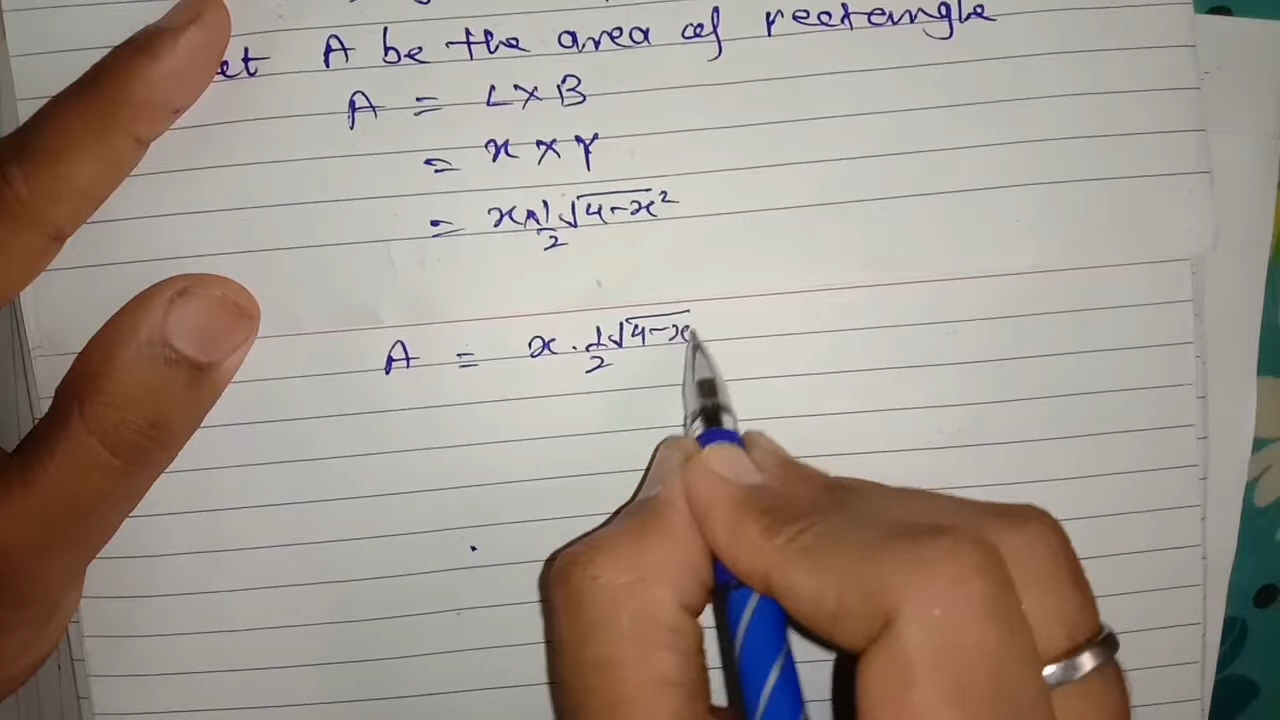 et A be the area of rectangle
A = L×B
= x × Y
= x×1/2√4-x²
A = x · 1/2√4-x